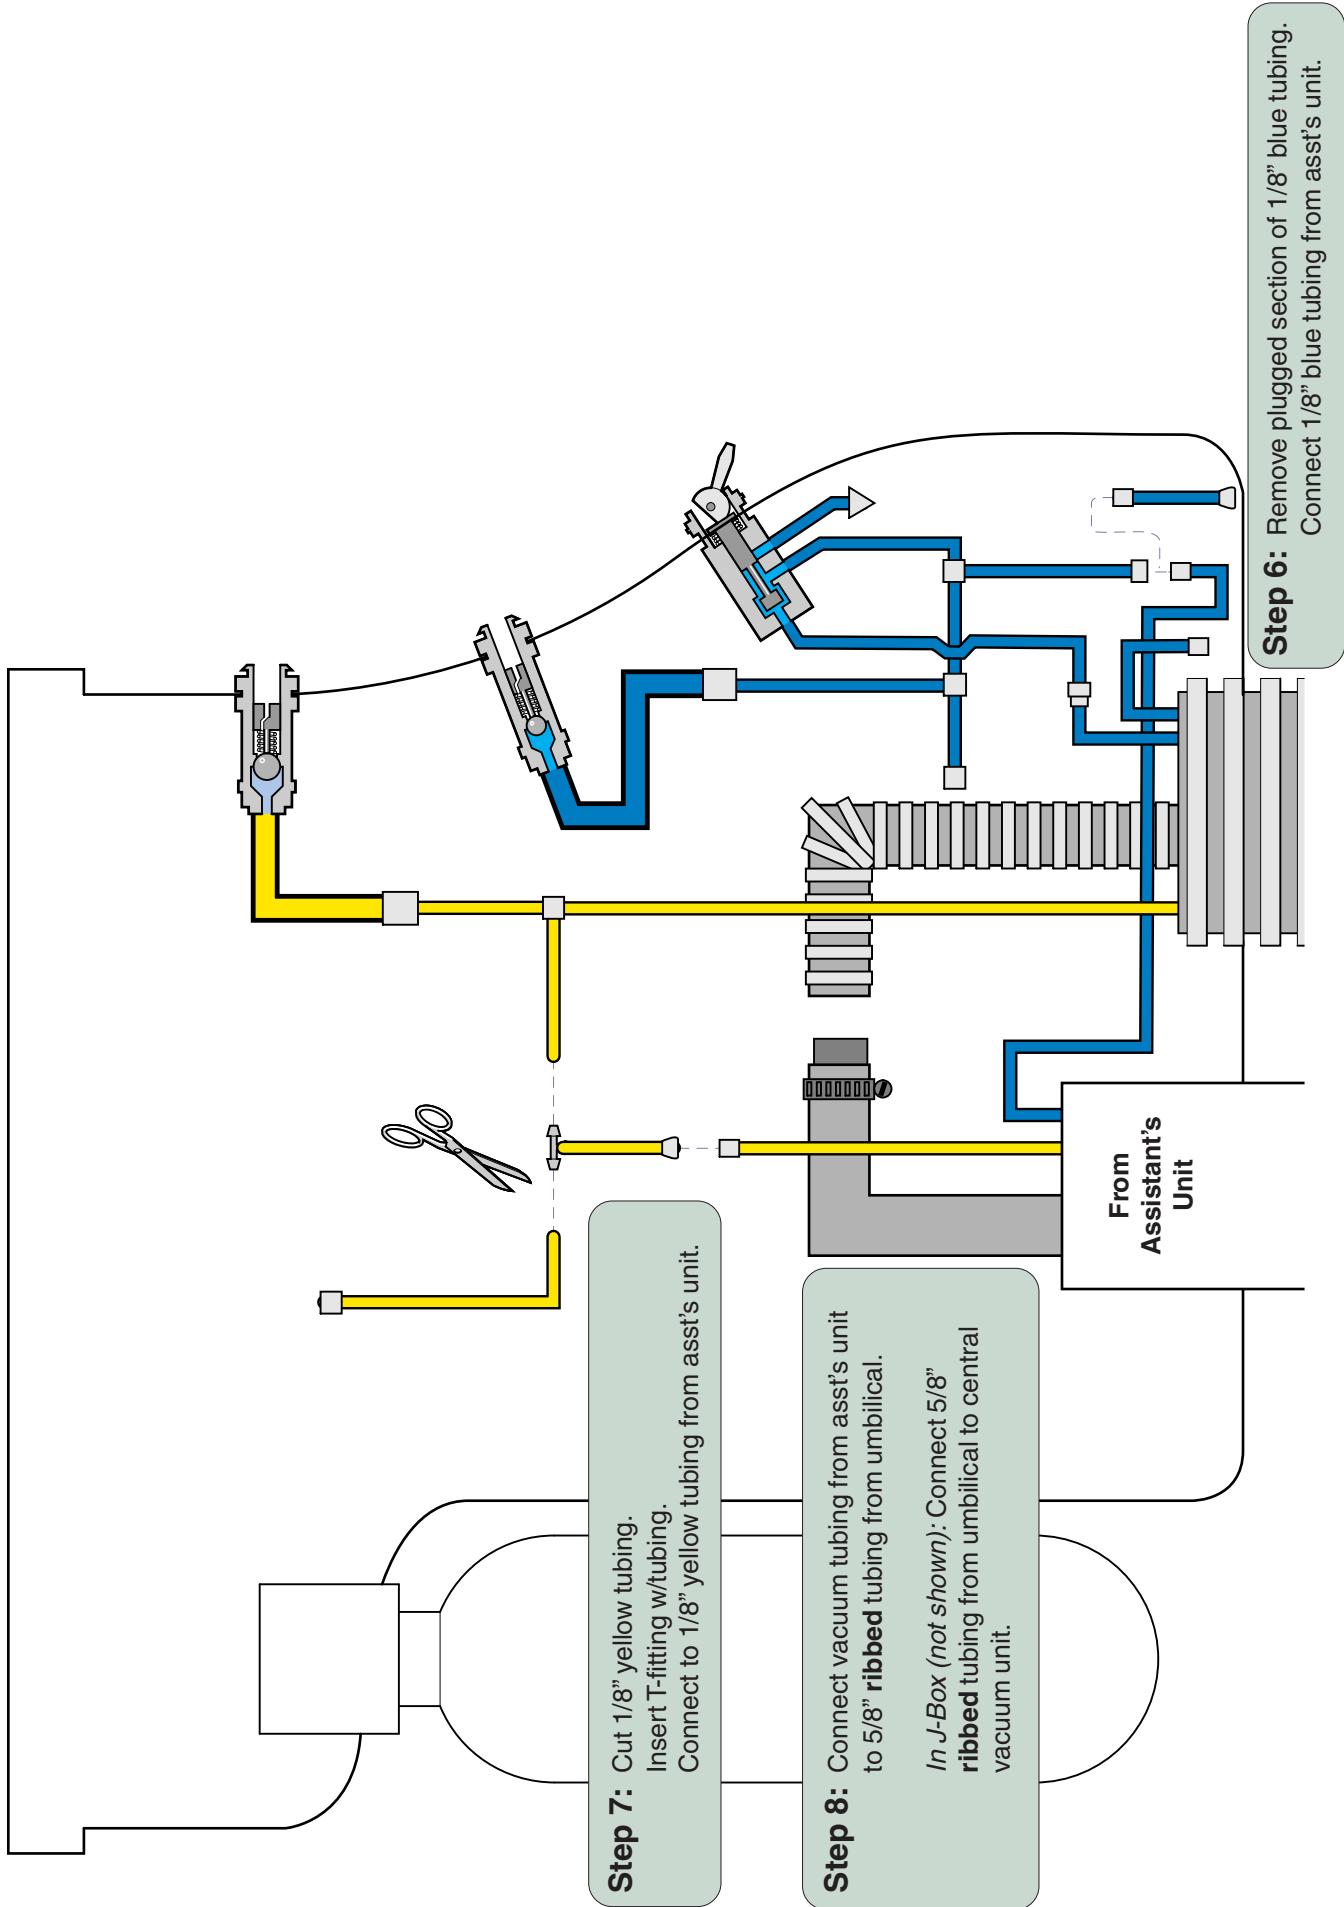 Step 6: Remove plugged section of 1/8” blue tubing.
Connect 1/8” blue tubing from asst’s unit.
Step 7: Cut 1/8” yellow tubing.
Insert T-fitting w/tubing.
Connect to 1/8” yellow tubing from asst’s unit.
Step 8: Connect vacuum tubing from asst’s unit
to 5/8” ribbed tubing from umbilical.
In J-Box (not shown): Connect 5/8”
ribbed tubing from umbilical to central
vacuum unit.
From
Assistant’s
Unit